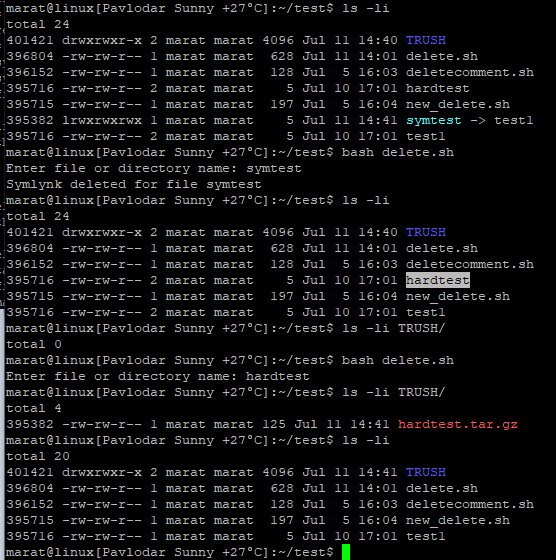 marat@linux[Pavlodar Sunny +27°C]:~/test$ ls -li
total 24
401421 drwxrwxr-x 2 marat marat 4096 Jul 11 14:40 TRUSH
396804 -rw-rw-r-- 1 marat marat  628 Jul 11 14:01 delete.sh
396152 -rw-rw-r-- 1 marat marat  128 Jul  5 16:03 deletecomment.sh
395716 -rw-rw-r-- 2 marat marat    5 Jul 10 17:01 hardtest
395715 -rw-rw-r-- 1 marat marat  197 Jul  5 16:04 new_delete.sh
395382 lrwxrwxrwx 1 marat marat    5 Jul 11 14:41 symtest -> test1
395716 -rw-rw-r-- 2 marat marat    5 Jul 10 17:01 test1
marat@linux[Pavlodar Sunny +27°C]:~/test$ bash delete.sh
Enter file or directory name: symtest
Symlynk deleted for file symtest
marat@linux[Pavlodar Sunny +27°C]:~/test$ ls -li
total 24
401421 drwxrwxr-x 2 marat marat 4096 Jul 11 14:40 TRUSH
396804 -rw-rw-r-- 1 marat marat  628 Jul 11 14:01 delete.sh
396152 -rw-rw-r-- 1 marat marat  128 Jul  5 16:03 deletecomment.sh
395716 -rw-rw-r-- 2 marat marat    5 Jul 10 17:01 hardtest
395715 -rw-rw-r-- 1 marat marat  197 Jul  5 16:04 new_delete.sh
395716 -rw-rw-r-- 2 marat marat    5 Jul 10 17:01 test1
marat@linux[Pavlodar Sunny +27°C]:~/test$ ls -li TRUSH/
total 0
marat@linux[Pavlodar Sunny +27°C]:~/test$ bash delete.sh
Enter file or directory name: hardtest
marat@linux[Pavlodar Sunny +27°C]:~/test$ ls -li TRUSH/
total 4
395382 -rw-rw-r-- 1 marat marat 125 Jul 11 14:41 hardtest.tar.gz
marat@linux[Pavlodar Sunny +27°C]:~/test$ ls -li
total 20
401421 drwxrwxr-x 2 marat marat 4096 Jul 11 14:41 TRUSH
396804 -rw-rw-r-- 1 marat marat  628 Jul 11 14:01 delete.sh
396152 -rw-rw-r-- 1 marat marat  128 Jul  5 16:03 deletecomment.sh
395715 -rw-rw-r-- 1 marat marat  197 Jul  5 16:04 new_delete.sh
395716 -rw-rw-r-- 1 marat marat    5 Jul 10 17:01 test1
marat@linux[Pavlodar Sunny +27°C]:~/test$